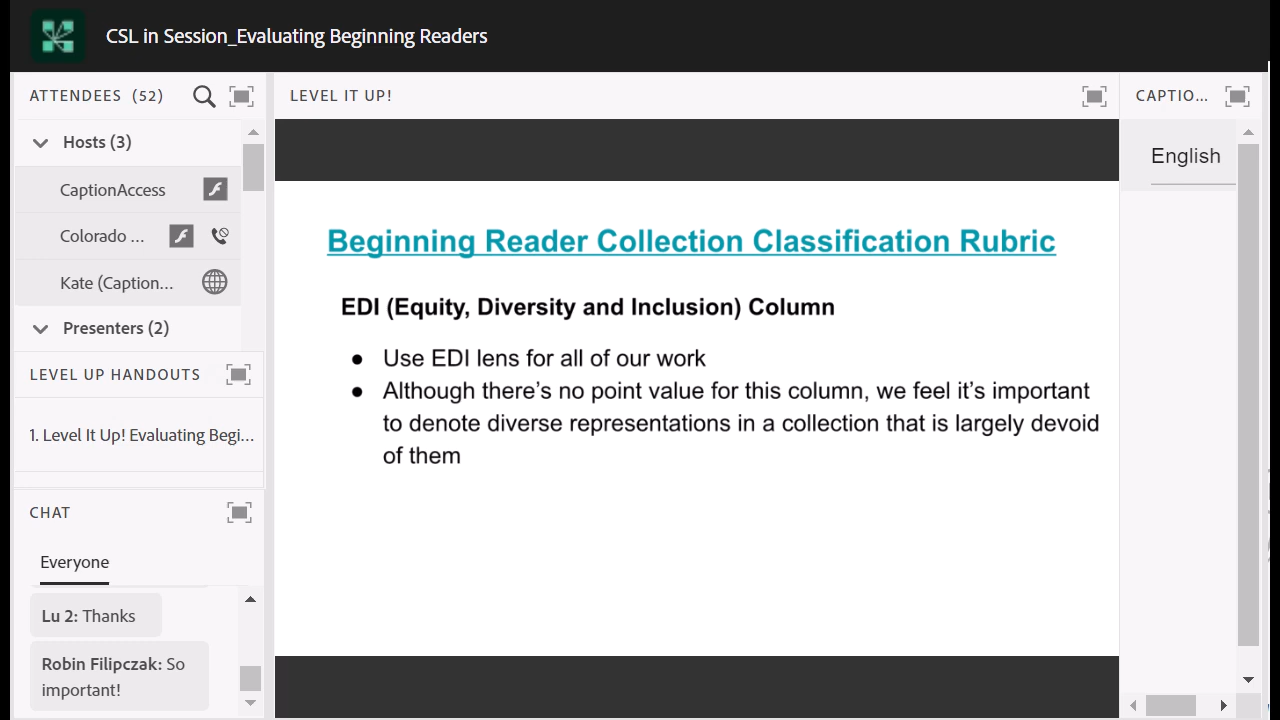 CSL in Session_Evaluating Beginning Readers
ATTENDEES (52)
Hosts (3)
CaptionAccess
Colorado ...
Kate (Caption...
Presenters (2)
LEVEL UP HANDOUTS
1. Level It Up! Evaluating Begi...
CHAT
Everyone
Lu 2: Thanks
Robin Filipczak: So
important!
LEVEL IT UP!
Beginning Reader Collection Classification Rubric
EDI (Equity, Diversity and Inclusion) Column
● Use EDI lens for all of our work
● Although there's no point value for this column, we feel it's important
to denote diverse representations in a collection that is largely devoid
of them
CAPTIO...
English